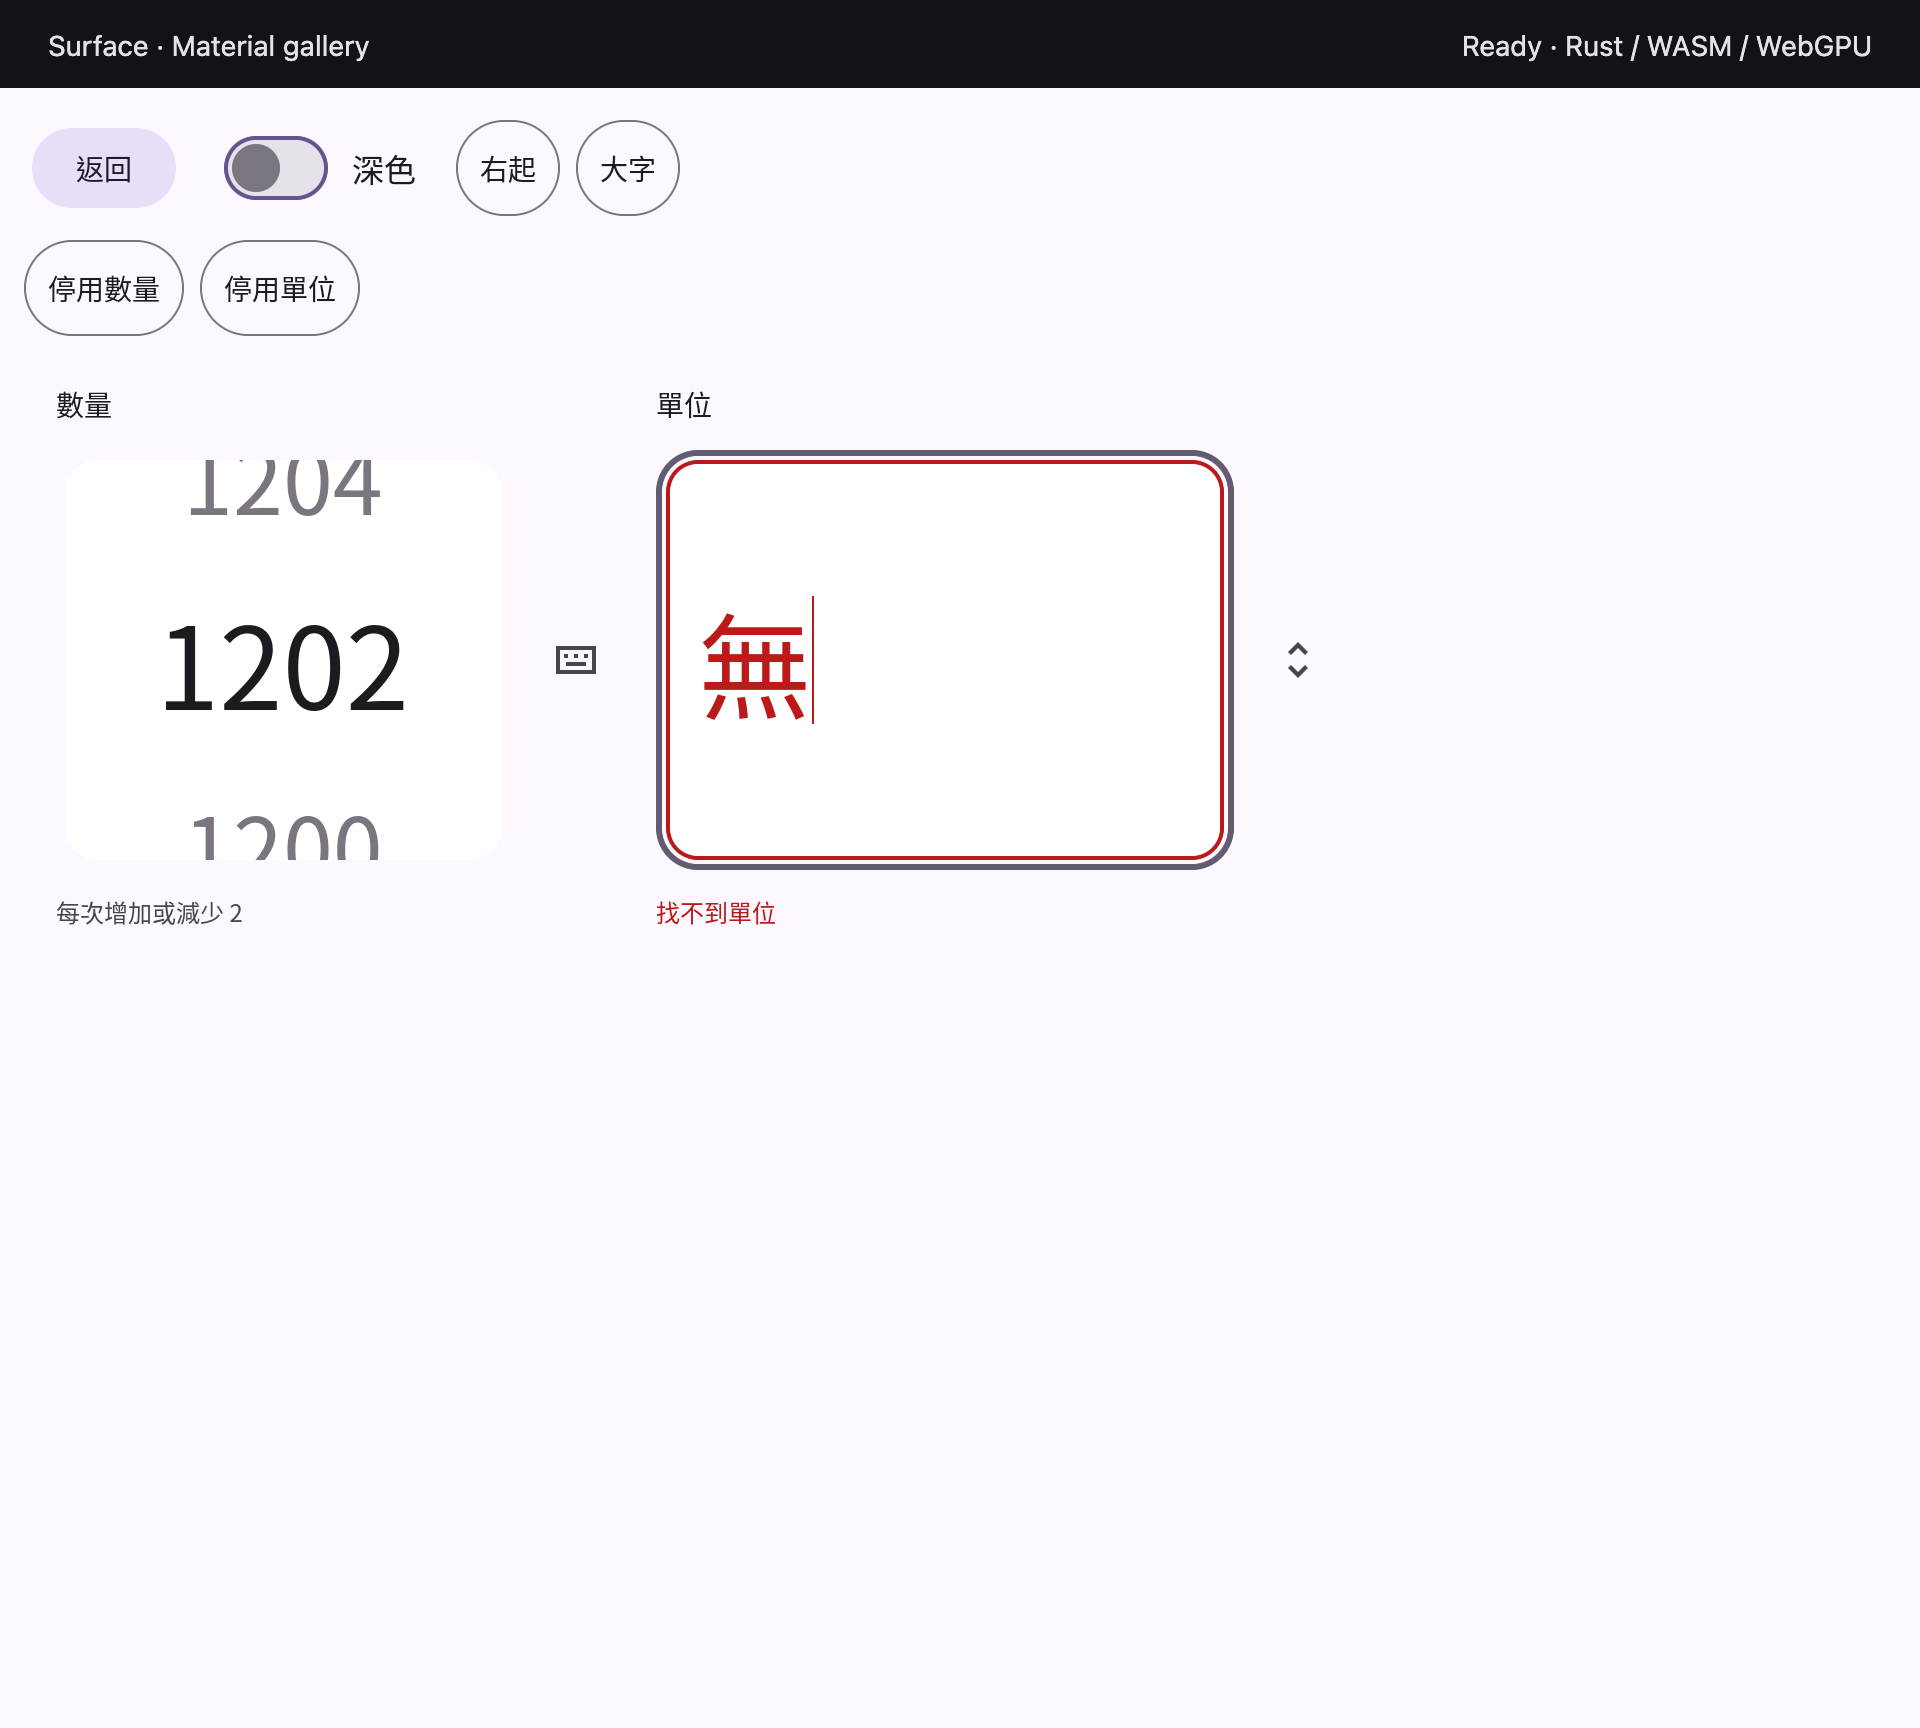 Surface · Material gallery
Ready · Rust / WASM / WebGPU
返回
深色
右起
大字
停用數量
停用單位
數量
單位
1204
1202
1200
無
每次增加或減少 2
找不到單位